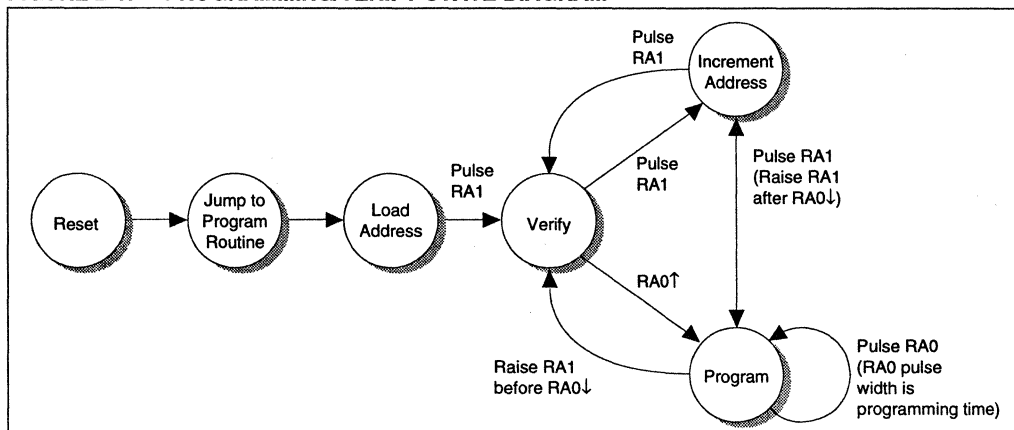 Pulse
RA1
Increment
Address
Pulse
RA1
Pulse
RA1
Pulse RA1
(Raise RA1
after RA0↓)
Reset
Jump to
Program
Routine
Load
Address
Verify
RA0↑
Raise RA1
before RA0↓
Program
Pulse RA0
(RA0 pulse
width is
programming time)